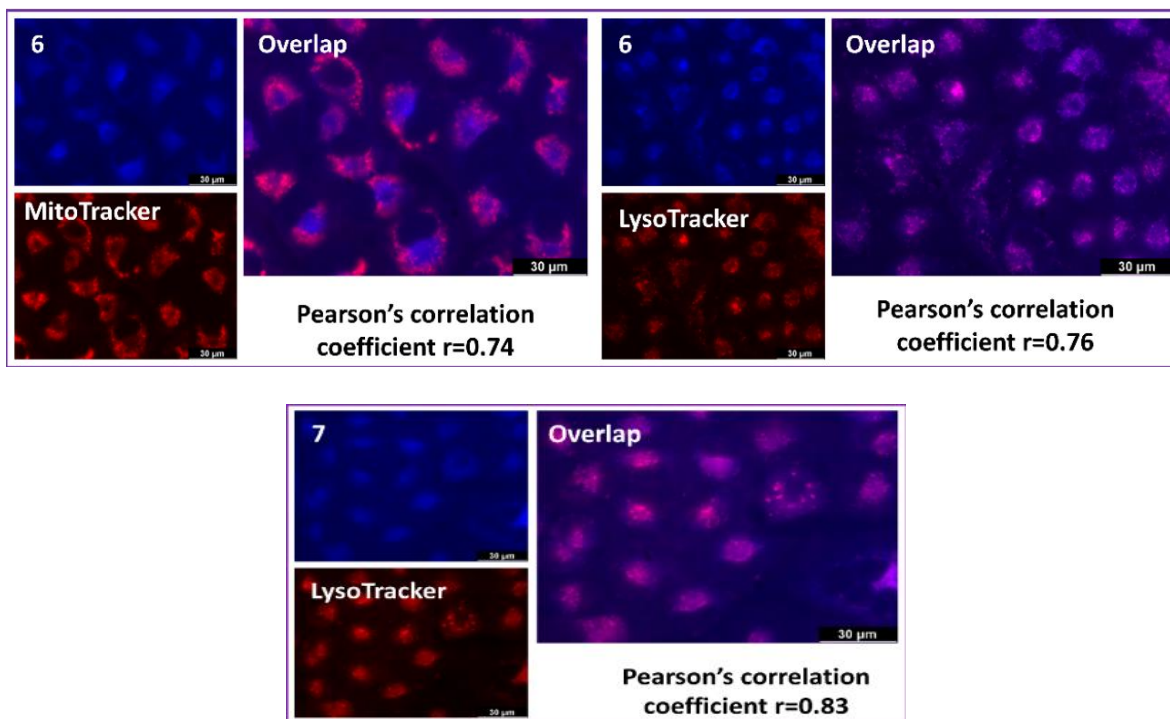 6
Overlap
30 µm
30 µm
MitoTracker
30 µm
Pearson's correlation
coefficient r=0.74
6
Overlap
30 µm
30 µm
LysoTracker
30 µm
Pearson's correlation
coefficient r=0.76
7
Overlap
30 µm
30 µm
LysoTracker
30 µm
Pearson's correlation
coefficient r=0.83